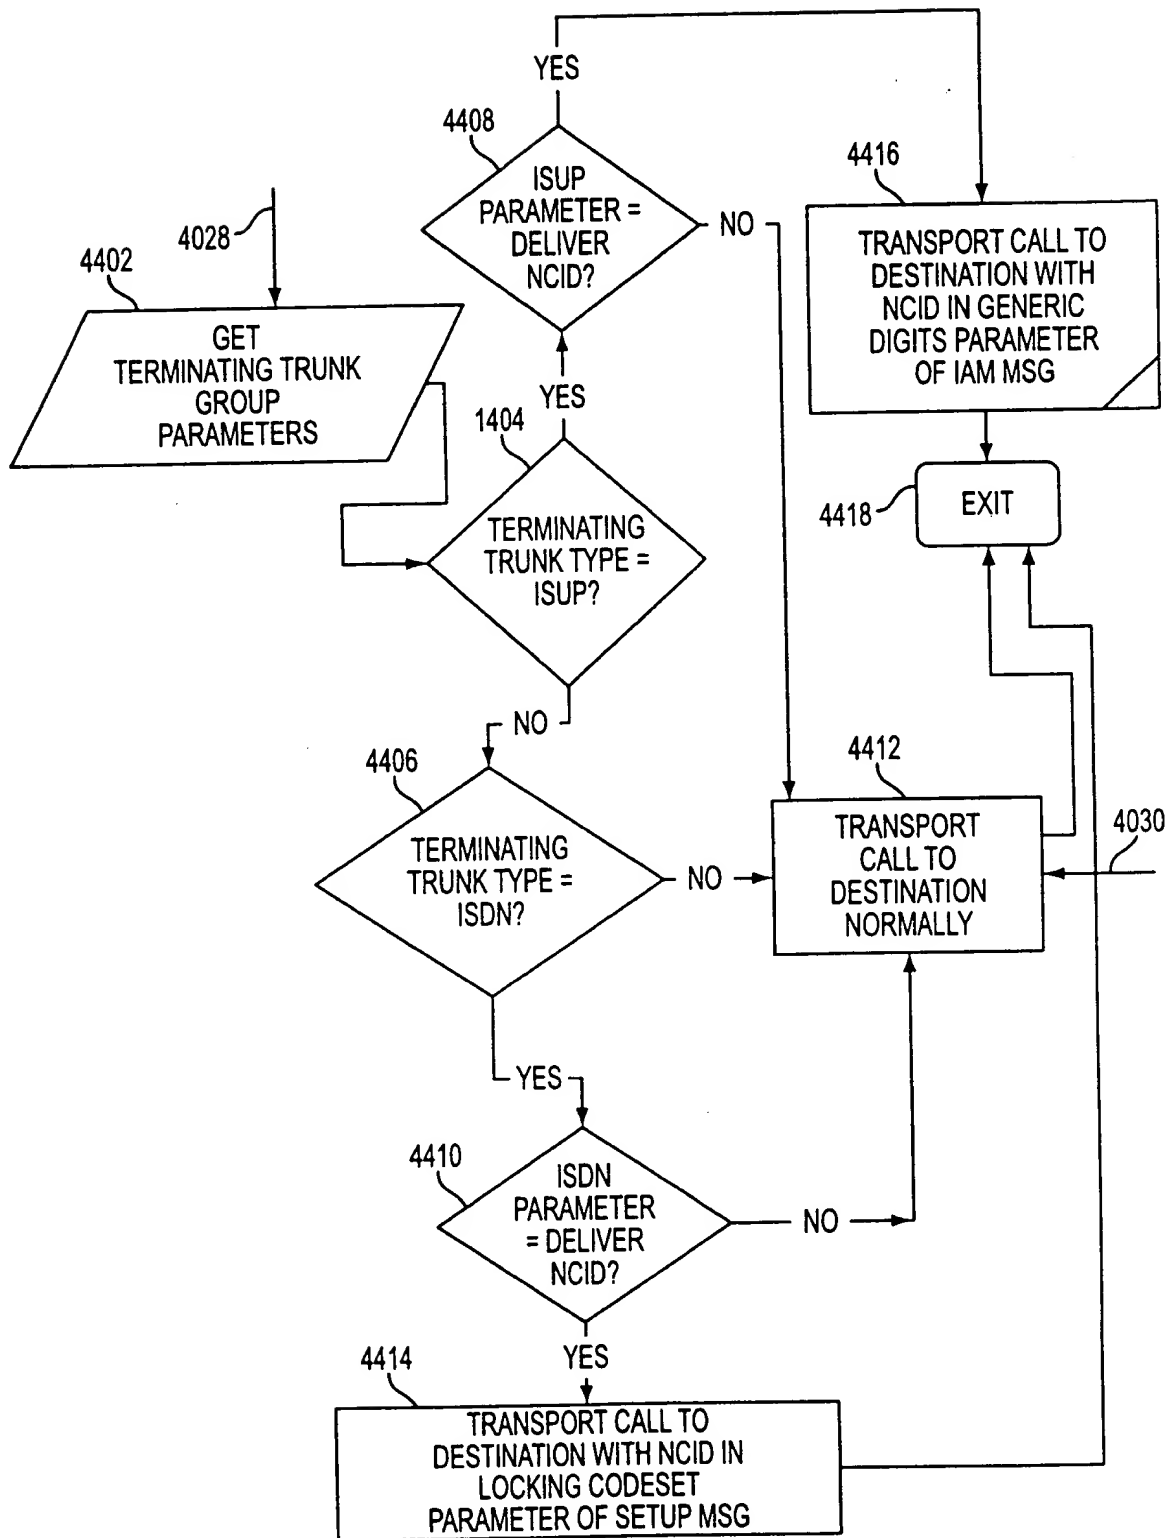 YES
4408
ISUP
PARAMETER =
DELIVER
NCID?
NO
4416
TRANSPORT CALL TO
DESTINATION WITH
NCID IN GENERIC
DIGITS PARAMETER
OF IAM MSG
4028
4402
GET
TERMINATING TRUNK
GROUP
PARAMETERS
YES
1404
TERMINATING
TRUNK TYPE =
ISUP?
4418
EXIT
NO
4406
TERMINATING
TRUNK TYPE =
ISDN?
NO
4412
TRANSPORT
CALL TO
DESTINATION
NORMALLY
4030
YES
4410
ISDN
PARAMETER
= DELIVER
NCID?
NO
YES
4414
TRANSPORT CALL TO
DESTINATION WITH NCID IN
LOCKING CODESET
PARAMETER OF SETUP MSG